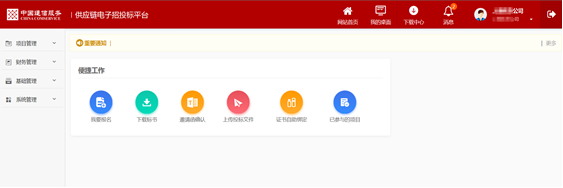 中国通信服务
CHINA COMSERVICE
供应链电子招投标平台
网站首页
我的桌面
下载中心
消息
2
公司
项目管理
财务管理
基础管理
系统管理
重要通知
更多
便捷工作
我要报名
下载标书
邀请函确认
上传投标文件
证书自助绑定
已参与的项目